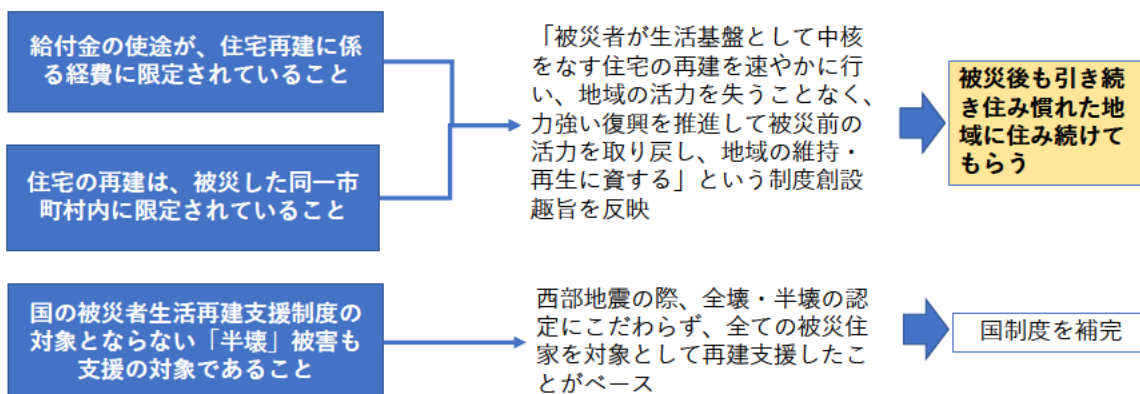 給付金の使途が、住宅再建に係
る経費に限定されていること
住宅の再建は、被災した同一市
町村内に限定されていること
「被災者が生活基盤として中核
をなす住宅の再建を速やかに行
い、地域の活力を失うことなく、
力強い復興を推進して被災前の
活力を取り戻し、地域の維持・
再生に資する」という制度創設
趣旨を反映
被災後も引き続
き住み慣れた地
域に住み続けて
もらう
国の被災者生活再建支援制度の
対象とならない「半壊」被害も
支援の対象であること
西部地震の際、全壊・半壊の認
定にこだわらず、全ての被災住
家を対象として再建支援したこ
とがベース
国制度を補完